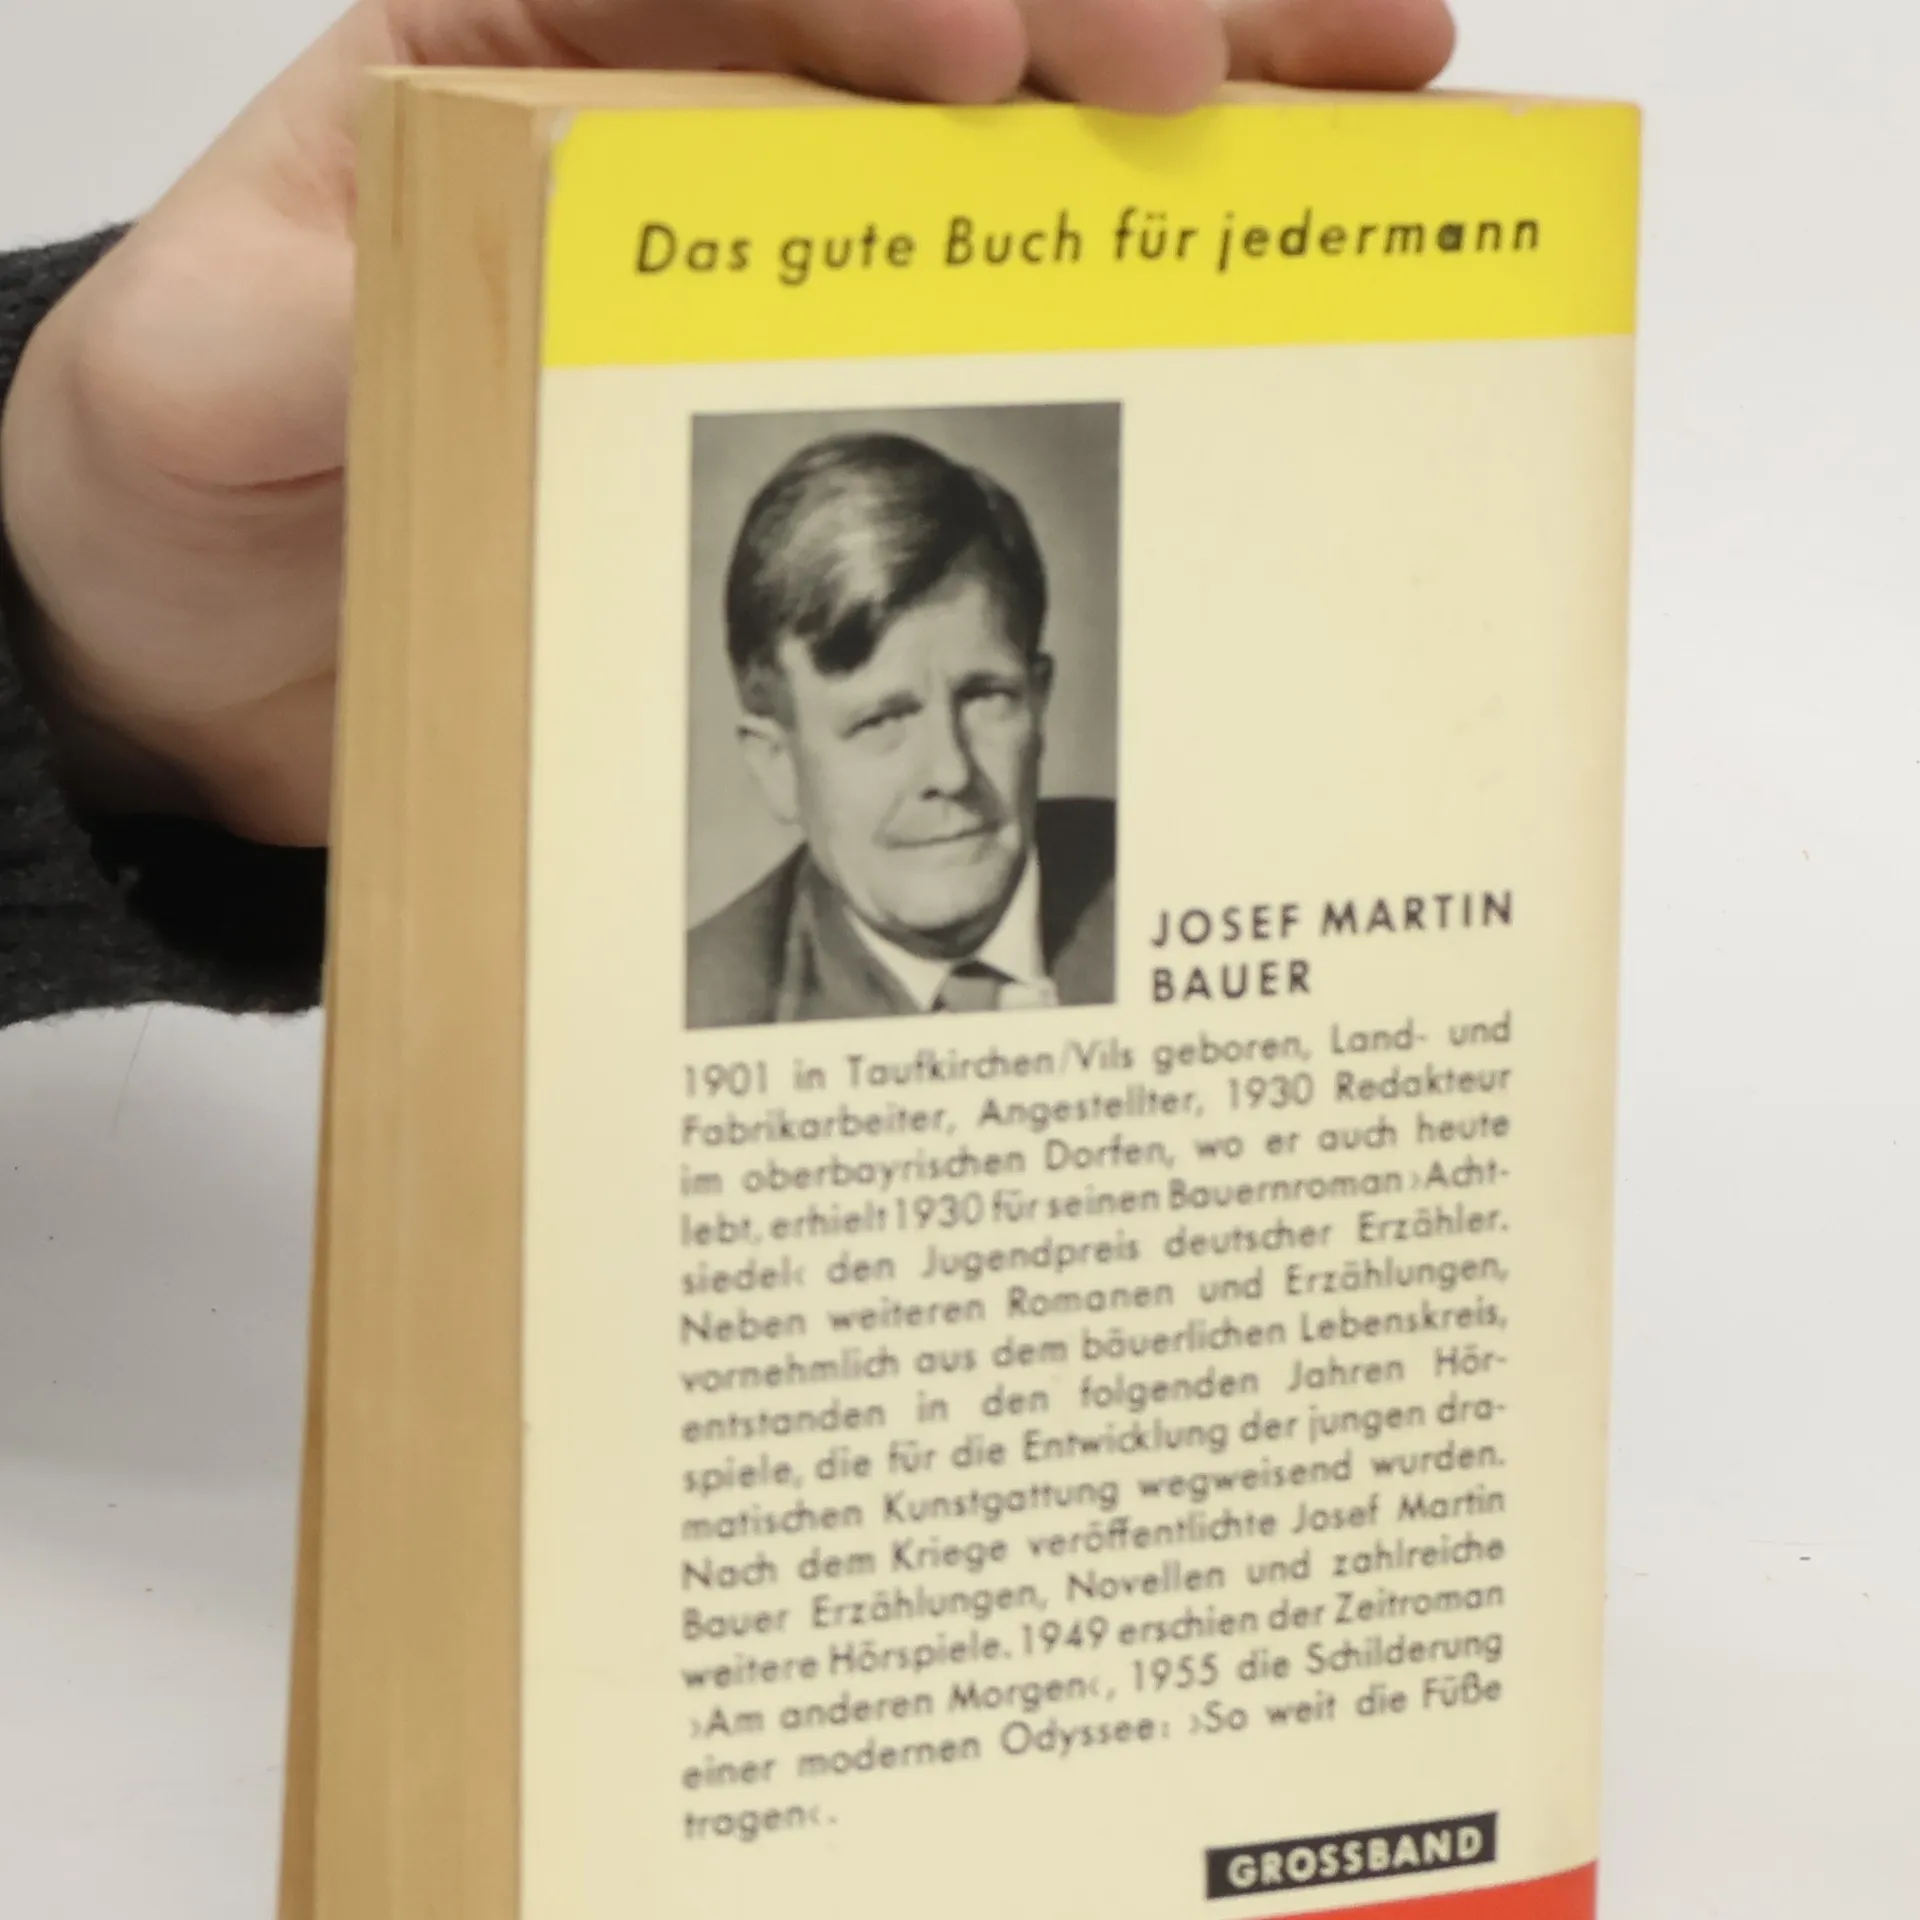 Das gute Buch für jedermann
JOSEF MARTIN
BAUER
1901 in Taufkirchen/Vils geboren, Land- und
Fabrikarbeiter, Angestellter, 1930 Redakteur
im oberbayrischen Dorfen, wo er auch heute
lebt, erhielt 1930 für seinen Bauernroman ›Acht-
siedel‹ den Jugendpreis deutscher Erzähler.
Neben weiteren Romanen und Erzählungen,
vornehmlich aus dem bäuerlichen Lebenskreis,
entstanden in den folgenden Jahren Hör-
spiele, die für die Entwicklung der jungen dra-
matischen Kunstgattung wegweisend wurden.
Nach dem Kriege veröffentlichte Josef Martin
Bauer Erzählungen, Novellen und zahlreiche
weitere Hörspiele. 1949 erschien der Zeitroman
›Am anderen Morgen‹, 1955 die Schilderung
einer modernen Odyssee: ›So weit die Füße
tragen‹.
GROSSBAND